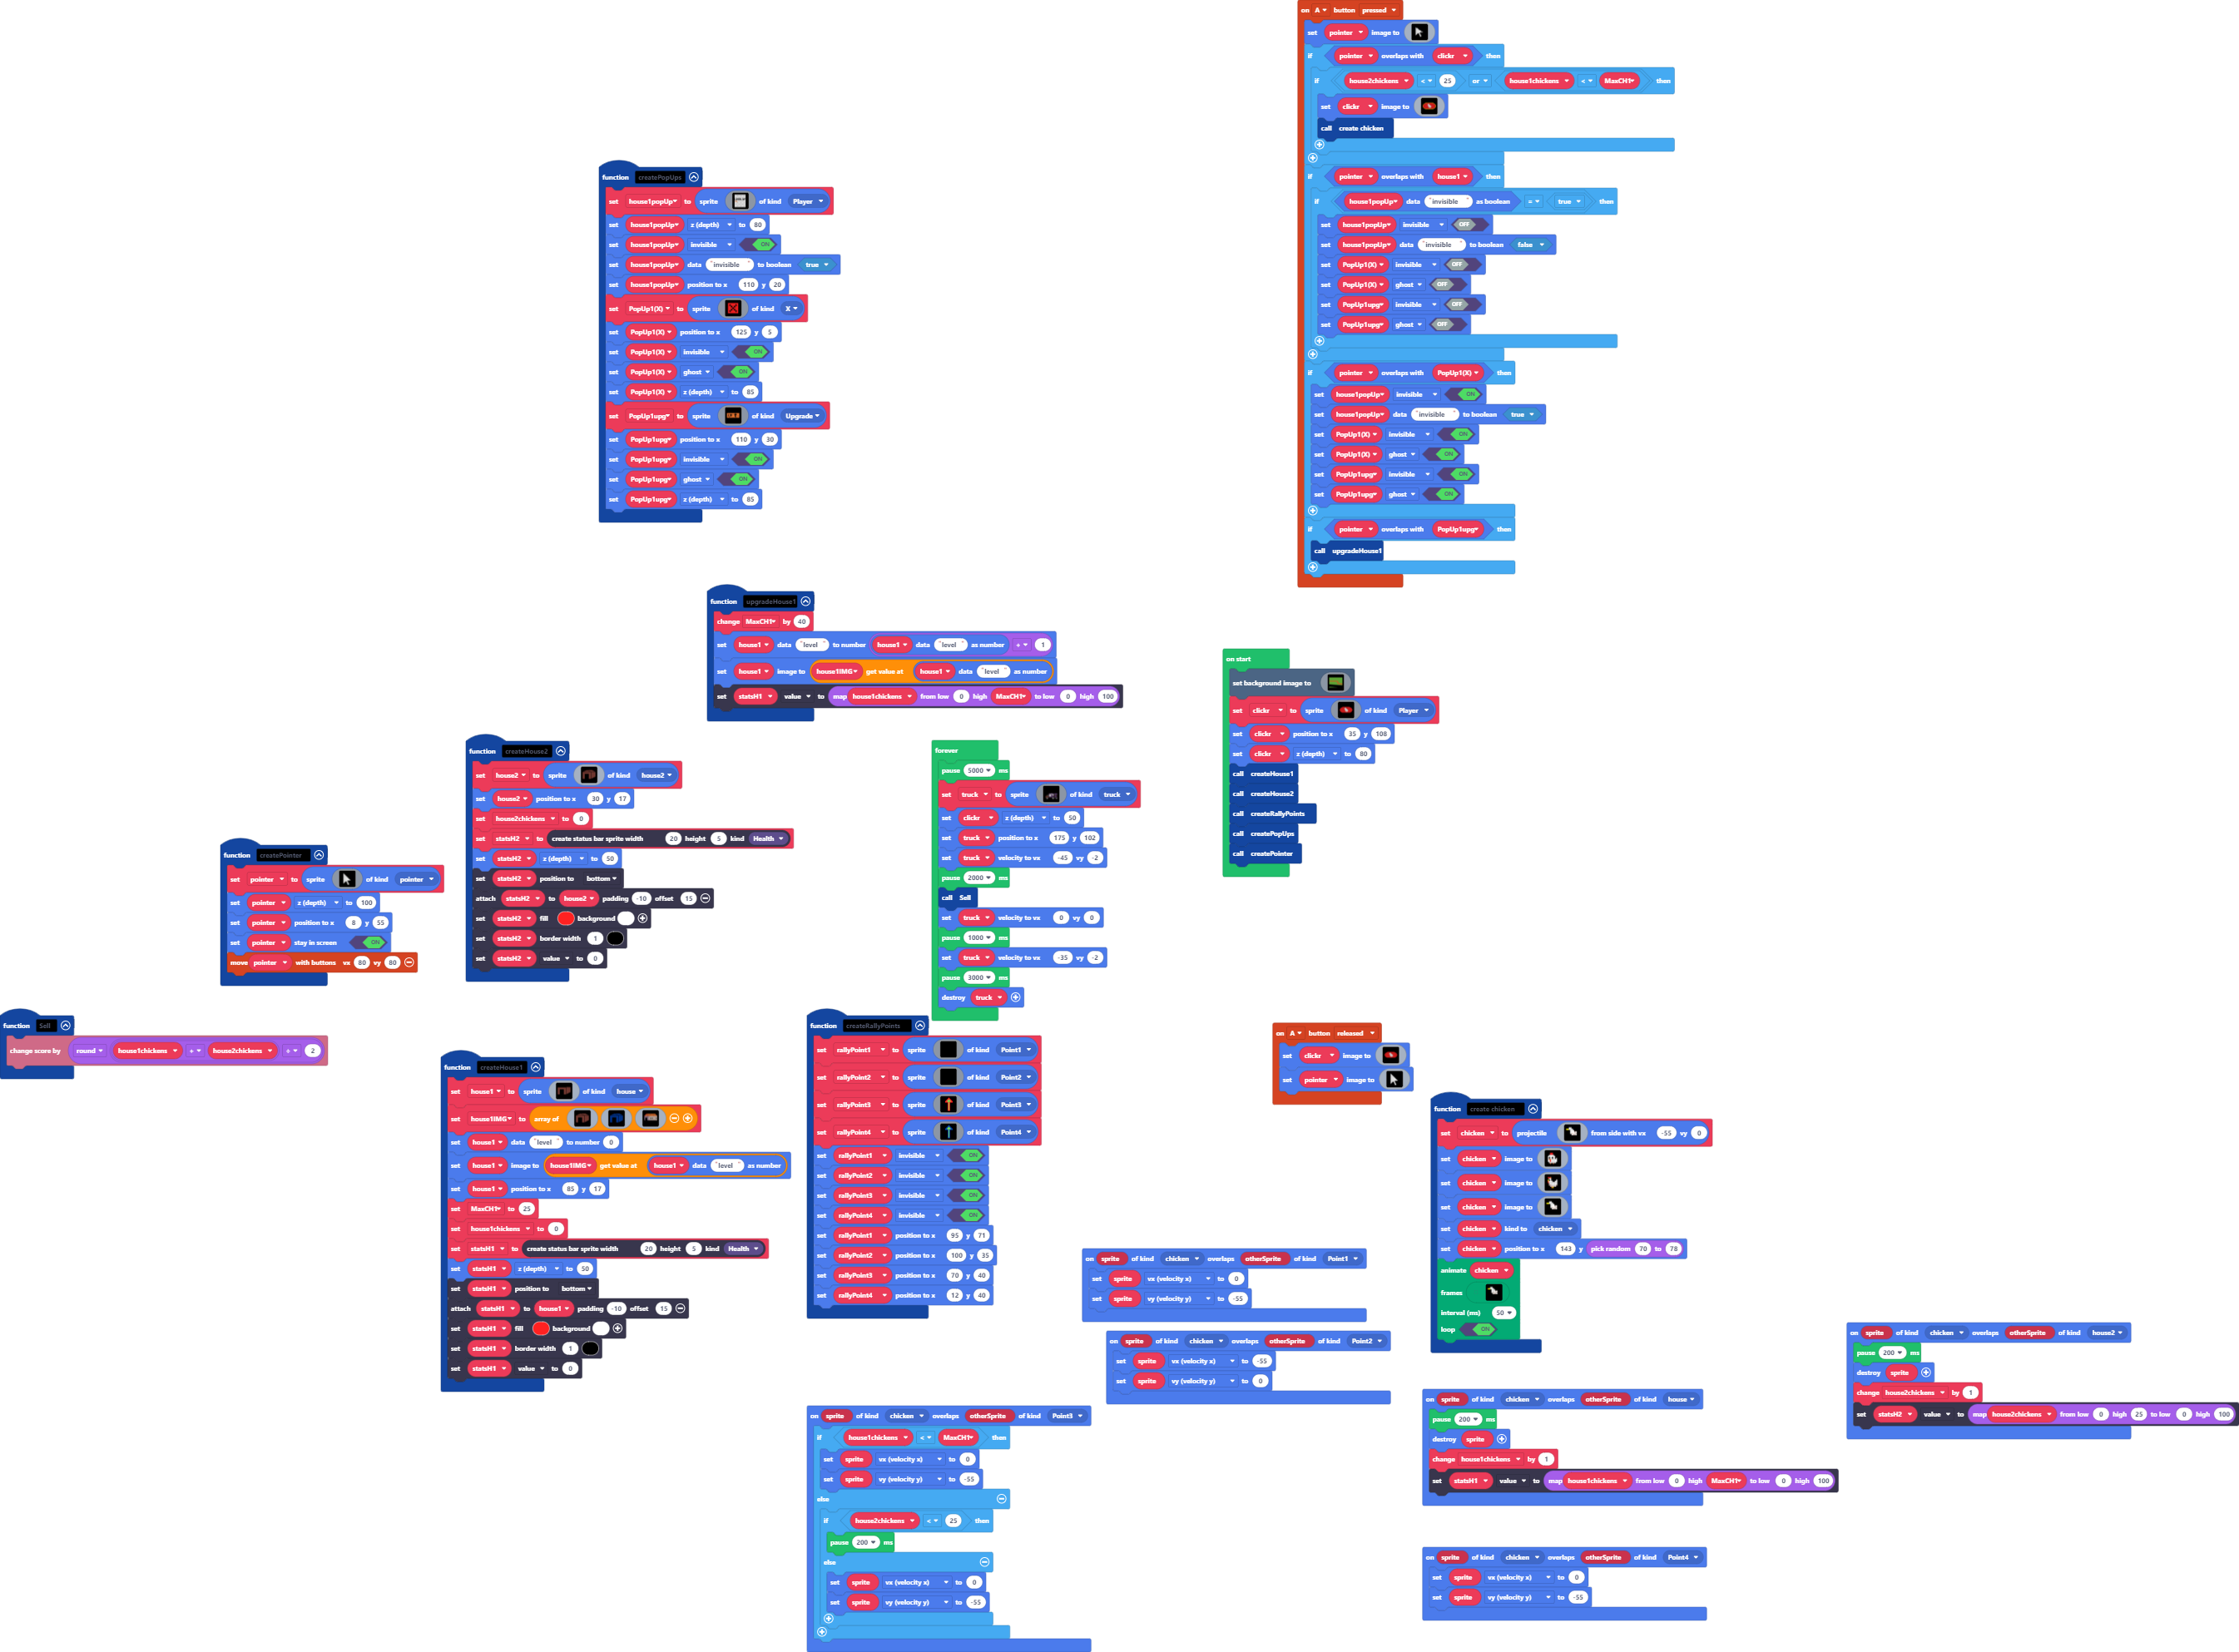 on A button pressed
set pointer image to
if pointer overlaps with clickr then
if house2chickens < 25 or house1chickens < MaxCH1 then
set clickr image to
call create chicken
if pointer overlaps with house1 then
if house1popUp data "invisible" as boolean = true then
set house1popUp invisible OFF
set house1popUp data "invisible" to boolean false
set PopUp1(X) invisible OFF
set PopUp1(X) ghost OFF
set PopUp1upg invisible OFF
set PopUp1upg ghost OFF
if pointer overlaps with PopUp1(X) then
set house1popUp invisible ON
set house1popUp data "invisible" to boolean true
set PopUp1(X) invisible ON
set PopUp1(X) ghost ON
set PopUp1upg invisible ON
set PopUp1upg ghost ON
if pointer overlaps with PopUp1upg then
call upgradeHouse1
function createPopUps
set house1popUp to sprite of kind Player
set house1popUp z (depth) to 80
set house1popUp invisible ON
set house1popUp data "invisible" to boolean true
set house1popUp position to x 110 y 20
set PopUp1(X) to sprite of kind X
set PopUp1(X) position to x 125 y 5
set PopUp1(X) invisible ON
set PopUp1(X) ghost ON
set PopUp1(X) z (depth) to 85
set PopUp1upg to sprite of kind Upgrade
set PopUp1upg position to x 110 y 30
set PopUp1upg invisible ON
set PopUp1upg ghost ON
set PopUp1upg z (depth) to 85
function upgradeHouse1
change MaxCH1 by 40
set house1 data "level" to number house1 data "level" as number + 1
set house1 image to house1IMG get value at house1 data "level" as number
set statsH1 value to map house1chickens from low 0 high MaxCH1 to low 0 high 100
on start
set background image to
set clickr to sprite of kind Player
set clickr position to x 35 y 108
set clickr z (depth) to 80
call createHouse1
call createHouse2
call createRallyPoints
call createPopUps
call createPointer
function createHouse2
set house2 to sprite of kind house2
set house2 position to x 30 y 17
set house2chickens to 0
set statsH2 to create status bar sprite width 20 height 5 kind Health
set statsH2 z (depth) to 50
set statsH2 position to bottom
attach statsH2 to house2 padding -10 offset 15
set statsH2 fill background
set statsH2 border width 1
set statsH2 value to 0
forever
pause 5000 ms
set truck to sprite of kind truck
set clickr z (depth) to 50
set truck position to x 175 y 102
set truck velocity to vx -45 vy -2
pause 2000 ms
call Sell
set truck velocity to vx 0 vy 0
pause 1000 ms
set truck velocity to vx -35 vy -2
pause 3000 ms
destroy truck
function createPointer
set pointer to sprite of kind pointer
set pointer z (depth) to 100
set pointer position to x 8 y 55
set pointer stay in screen ON
move pointer with buttons vx 80 vy 80
function Sell
change score by round house1chickens + house2chickens ÷ 2
function createHouse1
set house1 to sprite of kind house
set house1IMG to array of
set house1 data "level" to number 0
set house1 image to house1IMG get value at house1 data "level" as number
set house1 position to x 85 y 17
set MaxCH1 to 25
set house1chickens to 0
set statsH1 to create status bar sprite width 20 height 5 kind Health
set statsH1 z (depth) to 50
set statsH1 position to bottom
attach statsH1 to house1 padding -10 offset 15
set statsH1 fill background
set statsH1 border width 1
set statsH1 value to 0
function createRallyPoints
set rallyPoint1 to sprite of kind Point1
set rallyPoint2 to sprite of kind Point2
set rallyPoint3 to sprite of kind Point3
set rallyPoint4 to sprite of kind Point4
set rallyPoint1 invisible ON
set rallyPoint2 invisible ON
set rallyPoint3 invisible ON
set rallyPoint4 invisible ON
set rallyPoint1 position to x 95 y 71
set rallyPoint2 position to x 100 y 35
set rallyPoint3 position to x 70 y 40
set rallyPoint4 position to x 12 y 40
on A button released
set clickr image to
set pointer image to
function create chicken
set chicken to projectile from side with vx -55 vy 0
set chicken image to
set chicken image to
set chicken image to
set chicken kind to chicken
set chicken position to x 143 y pick random 70 to 78
animate chicken
frames
interval (ms) 50
loop ON
on sprite of kind chicken overlaps otherSprite of kind Point1
set sprite vx (velocity x) to 0
set sprite vy (velocity y) to -55
on sprite of kind chicken overlaps otherSprite of kind Point2
set sprite vx (velocity x) to -55
set sprite vy (velocity y) to 0
on sprite of kind chicken overlaps otherSprite of kind house2
pause 200 ms
destroy sprite
change house2chickens by 1
set statsH2 value to map house2chickens from low 0 high 25 to low 0 high 100
on sprite of kind chicken overlaps otherSprite of kind house
pause 200 ms
destroy sprite
change house1chickens by 1
set statsH1 value to map house1chickens from low 0 high MaxCH1 to low 0 high 100
on sprite of kind chicken overlaps otherSprite of kind Point3
if house1chickens < MaxCH1 then
set sprite vx (velocity x) to 0
set sprite vy (velocity y) to -55
else
if house2chickens < 25 then
pause 200 ms
else
set sprite vx (velocity x) to 0
set sprite vy (velocity y) to -55
on sprite of kind chicken overlaps otherSprite of kind Point4
set sprite vx (velocity x) to 0
set sprite vy (velocity y) to -55